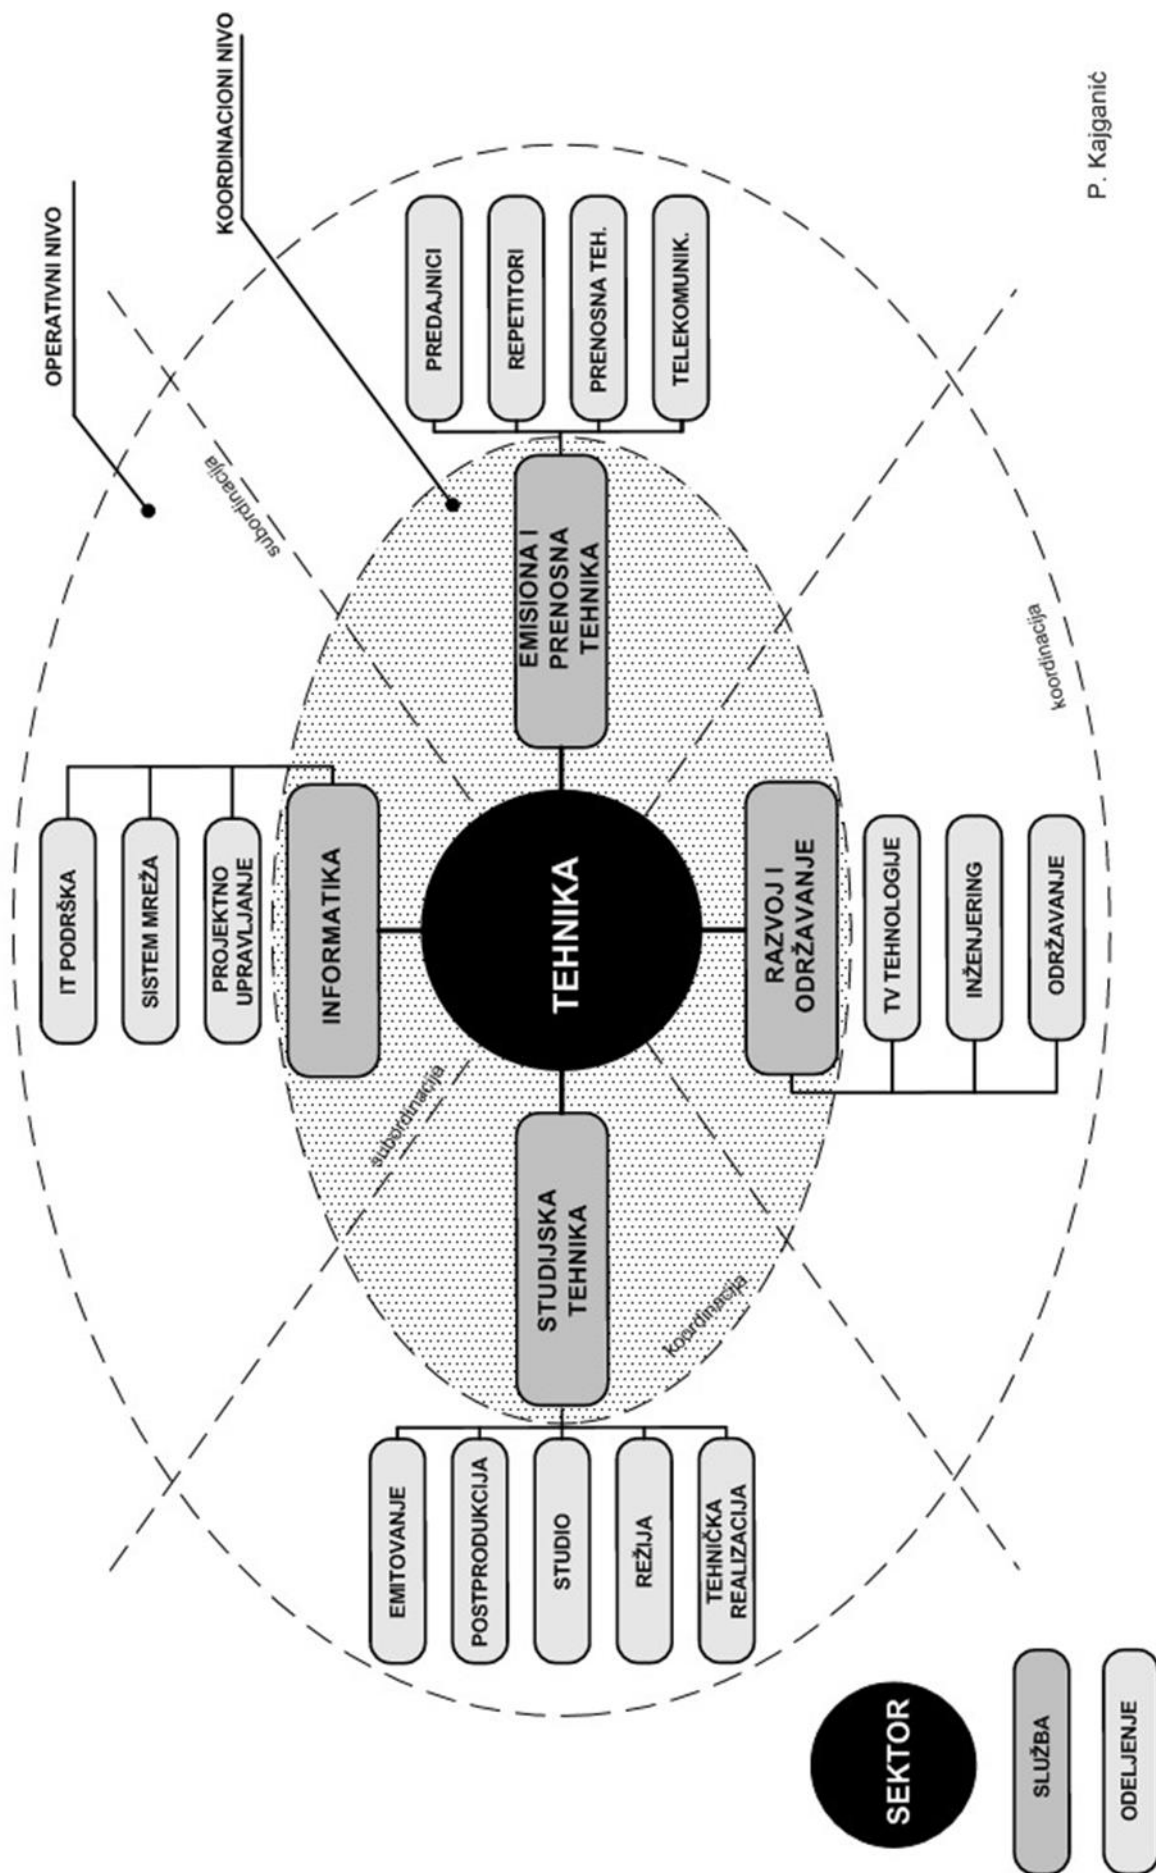 OPERATIVNI NIVO
KOORDINACIONI NIVO
IT PODRŠKA
SISTEM MREŽA
PROJEKTNO
UPRAVLJANJE
INFORMATIKA
subordinacija
subordinacija
EMITOVANJE
POSTPRODUKCIJA
STUDIO
REŽIJA
TEHNIČKA
REALIZACIJA
STUDIJSKA
TEHNIKA
TEHNIKA
EMISIONA I
PRENOSNA
TEHNIKA
PREDAJNICI
REPETITORI
PRENOSNA TEH.
TELEKOMUNIK.
koordinacija
RAZVOJ I
ODRŽAVANJE
TV TEHNOLOGIJE
INŽENJERING
ODRŽAVANJE
koordinacija
SEKTOR
SLUŽBA
ODELJENJE
P. Kajganić